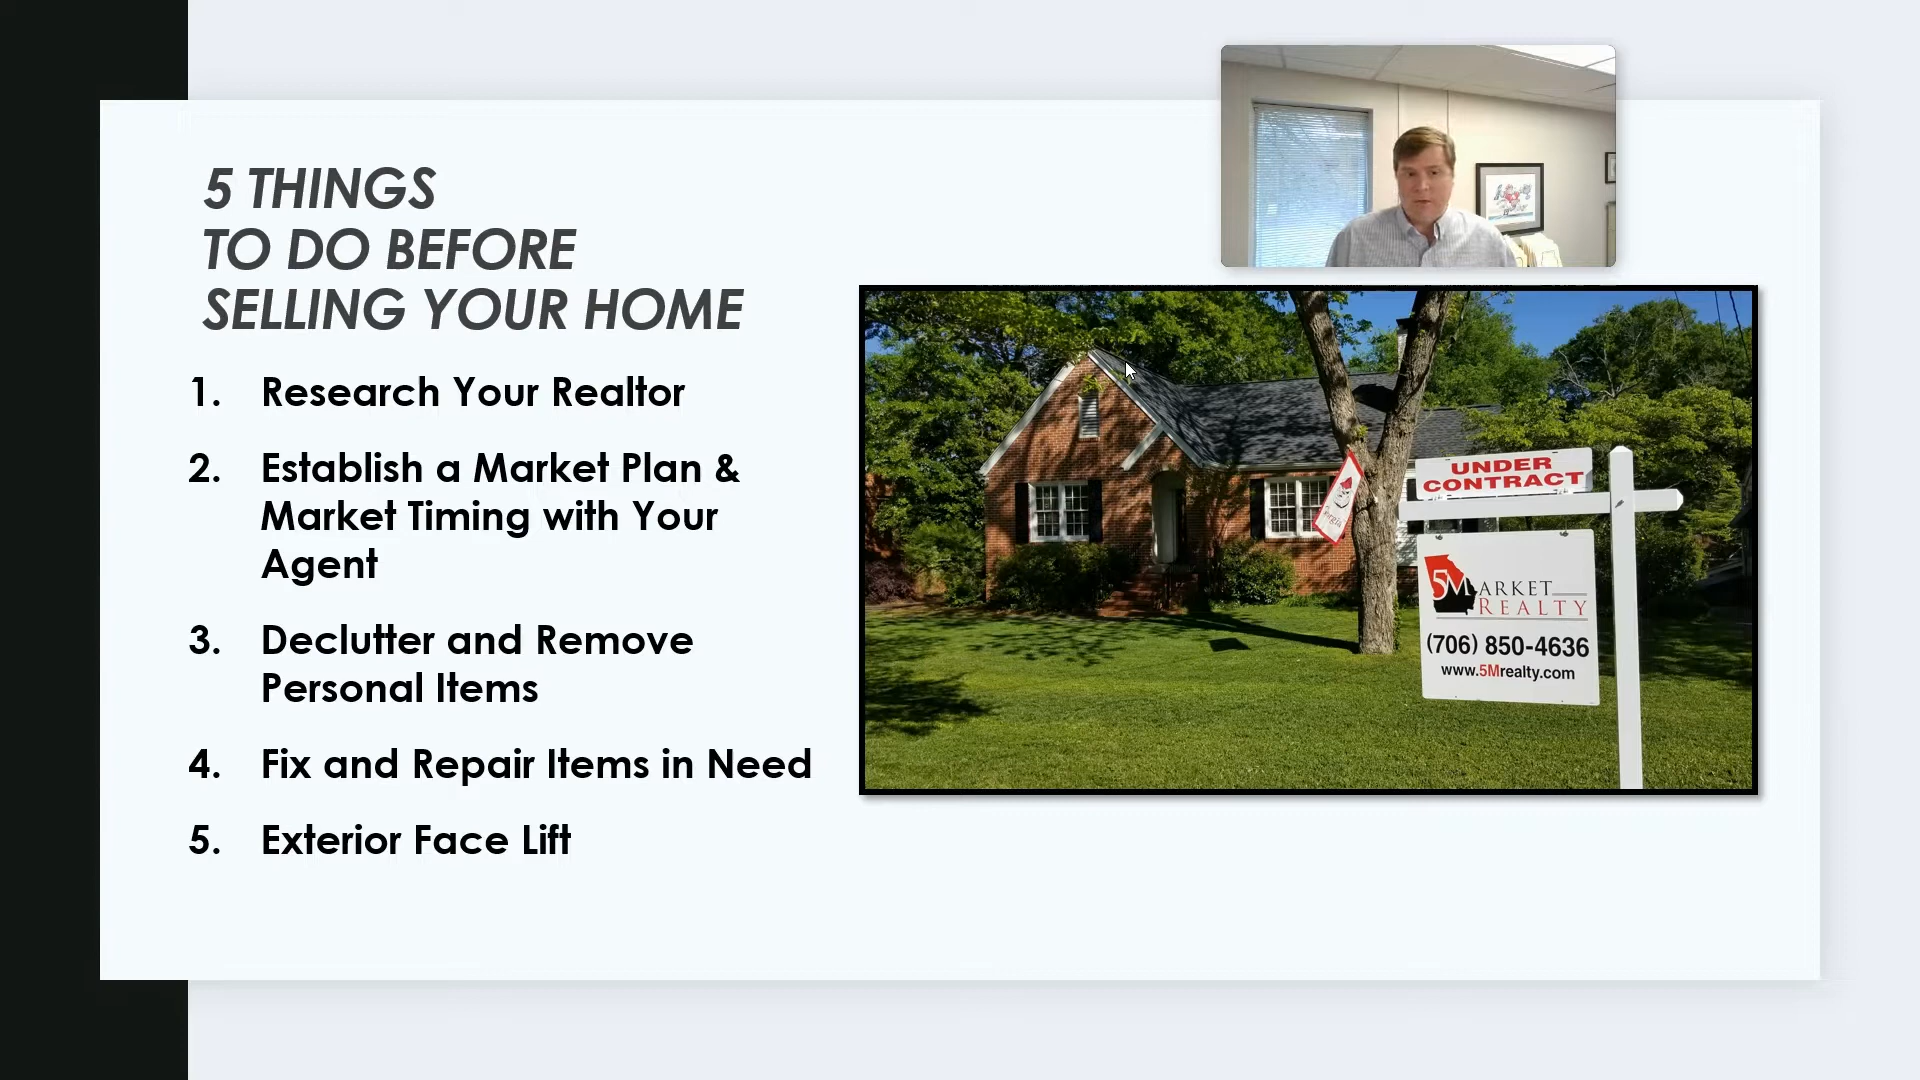 5 THINGS
TO DO BEFORE
SELLING YOUR HOME
1. Research Your Realtor
2. Establish a Market Plan &
Market Timing with Your
Agent
3. Declutter and Remove
Personal Items
4. Fix and Repair Items in Need
5. Exterior Face Lift
UNDER
CONTRACT
5MARKET
REALTY
(706) 850-4636
www.5Mrealty.com